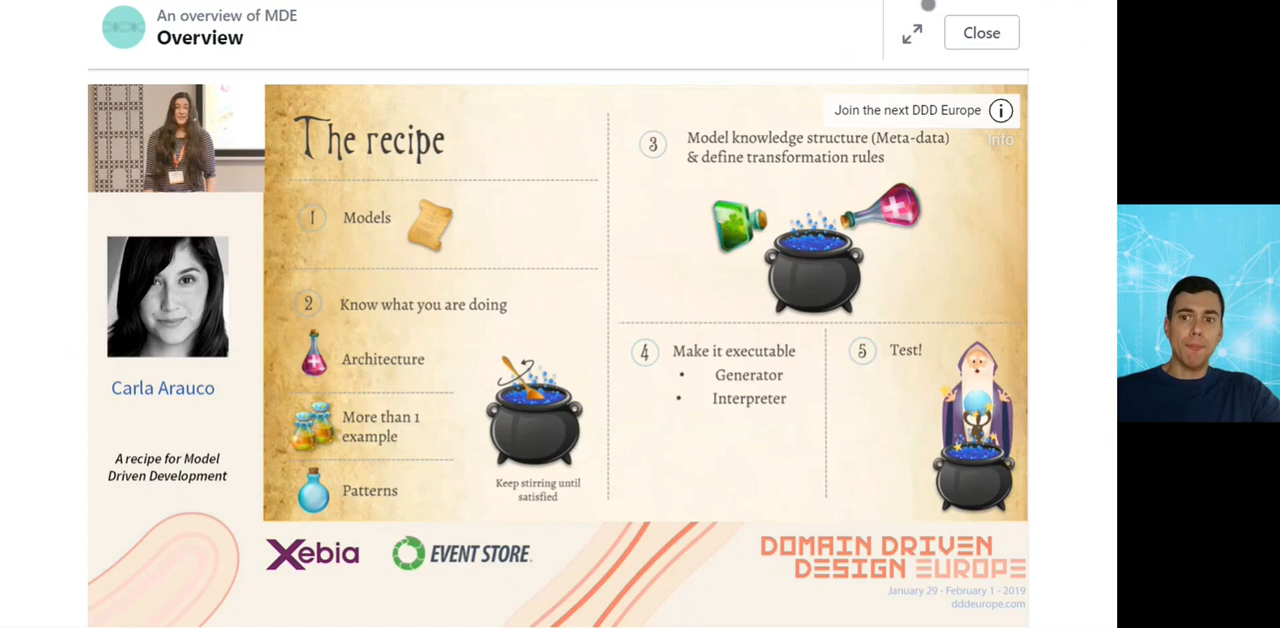 An overview of MDE
Overview
Close
Join the next DDD Europe
i
Info
The recipe
1
Models
2
Know what you are doing
Architecture
More than 1
example
Patterns
Keep stirring until
satisfied
3
Model knowledge structure (Meta-data)
& define transformation rules
4
Make it executable
• Generator
• Interpreter
5
Test!
Carla Arauco
A recipe for Model
Driven Development
Xebia
EVENT STORE
DOMAIN DRIVEN
DESIGN EUROPE
January 29 - February 1 - 2019
dddeurope.com